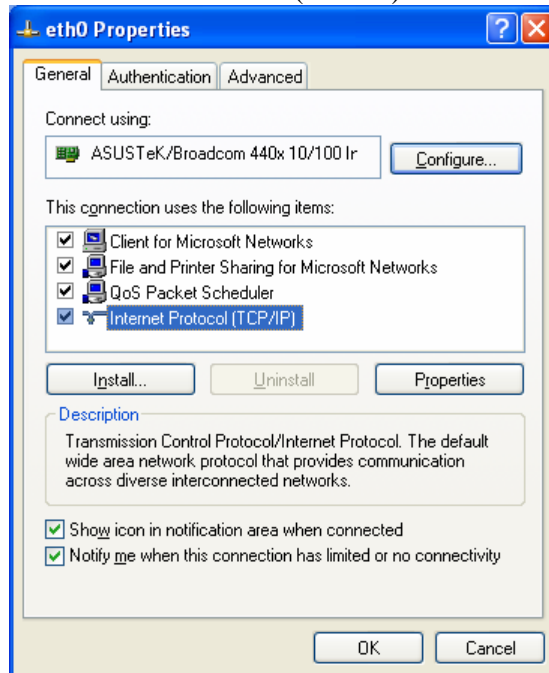 eth0 Properties
General Authentication Advanced
Connect using:
ASUSTeK/Broadcom 440x 10/100 Ir
Configure...
This connection uses the following items:
Client for Microsoft Networks
File and Printer Sharing for Microsoft Networks
QoS Packet Scheduler
Internet Protocol (TCP/IP)
Install... Uninstall Properties
Description
Transmission Control Protocol/Internet Protocol. The default
wide area network protocol that provides communication
across diverse interconnected networks.
Show icon in notification area when connected
Notify me when this connection has limited or no connectivity
OK Cancel